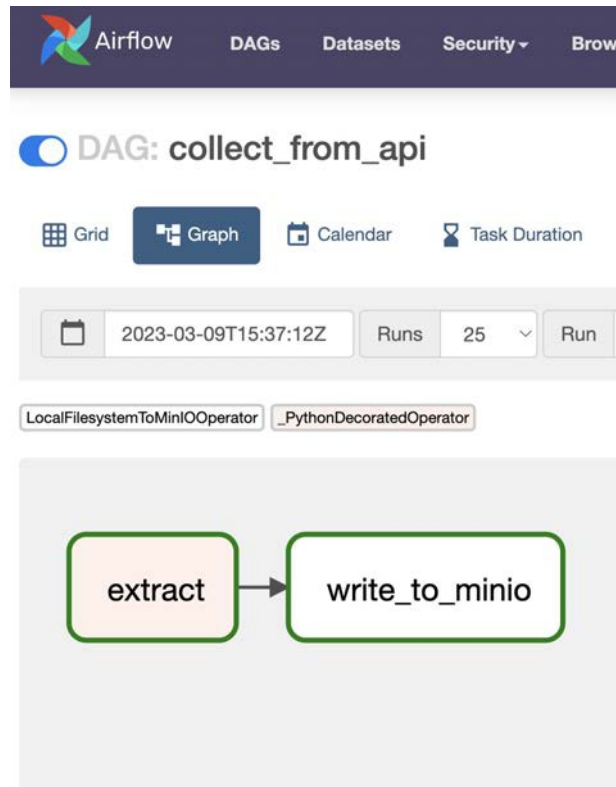 Airflow DAGs Datasets Security Brow
DAG: collect_from_api
Grid Graph Calendar Task Duration
2023-03-09T15:37:12Z Runs 25 Run
LocalFilesystemToMinIOOperator _PythonDecoratedOperator
extract write_to_minio